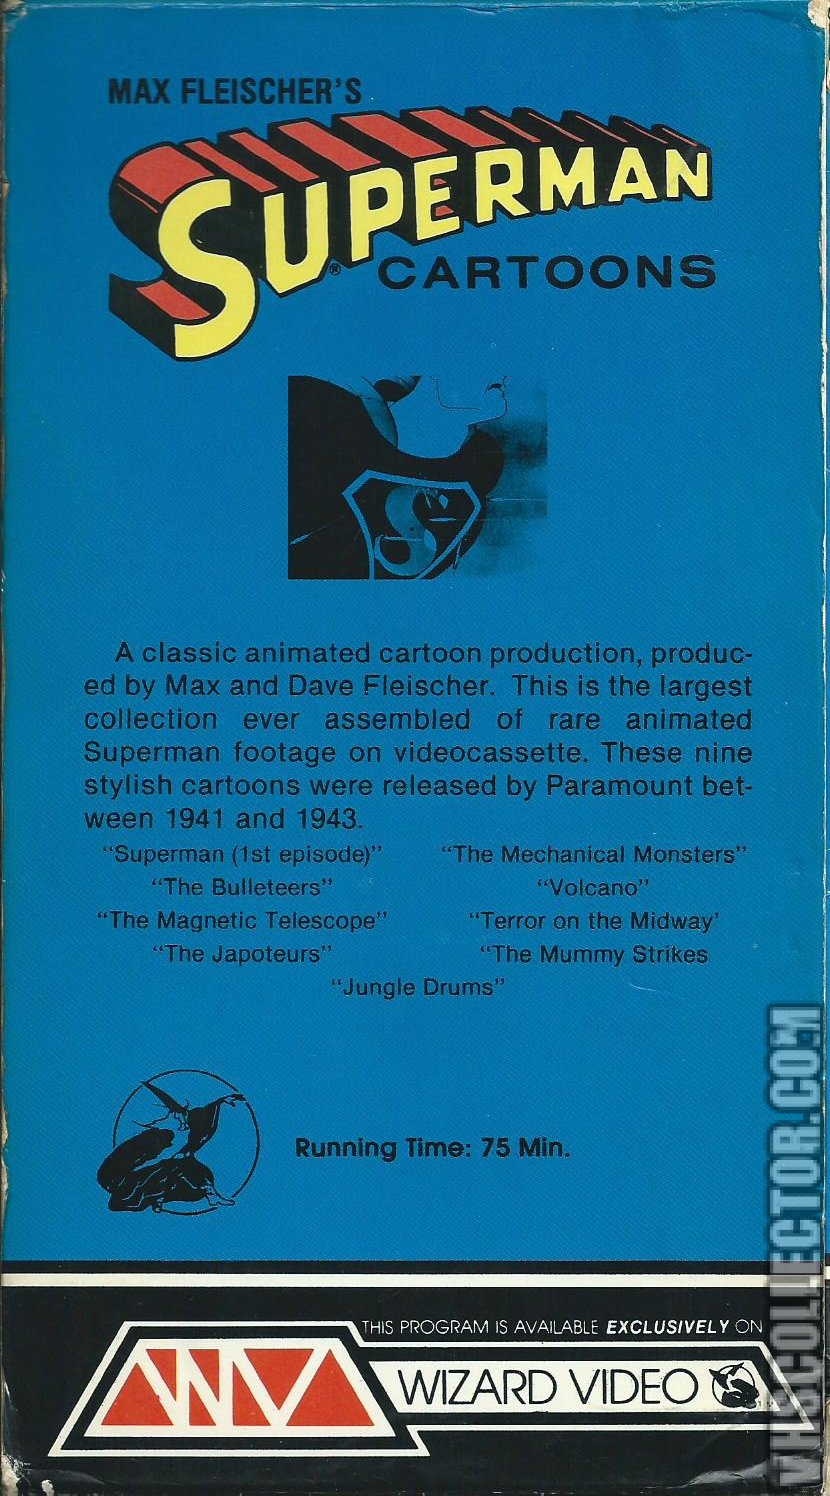 MAX FLEISCHER'S
SUPERMAN®
CARTOONS
S
A classic animated cartoon production, produc-
ed by Max and Dave Fleischer. This is the largest
collection ever assembled of rare animated
Superman footage on videocassette. These nine
stylish cartoons were released by Paramount bet-
ween 1941 and 1943.
"Superman (1st episode)" "The Mechanical Monsters"
"The Bulleteers" "Volcano"
"The Magnetic Telescope" "Terror on the Midway'
"The Japoteurs" "The Mummy Strikes
"Jungle Drums"
Running Time: 75 Min.
THIS PROGRAM IS AVAILABLE EXCLUSIVELY ON
WV
WIZARD VIDEO TM
VHSCOLLECTOR.COM